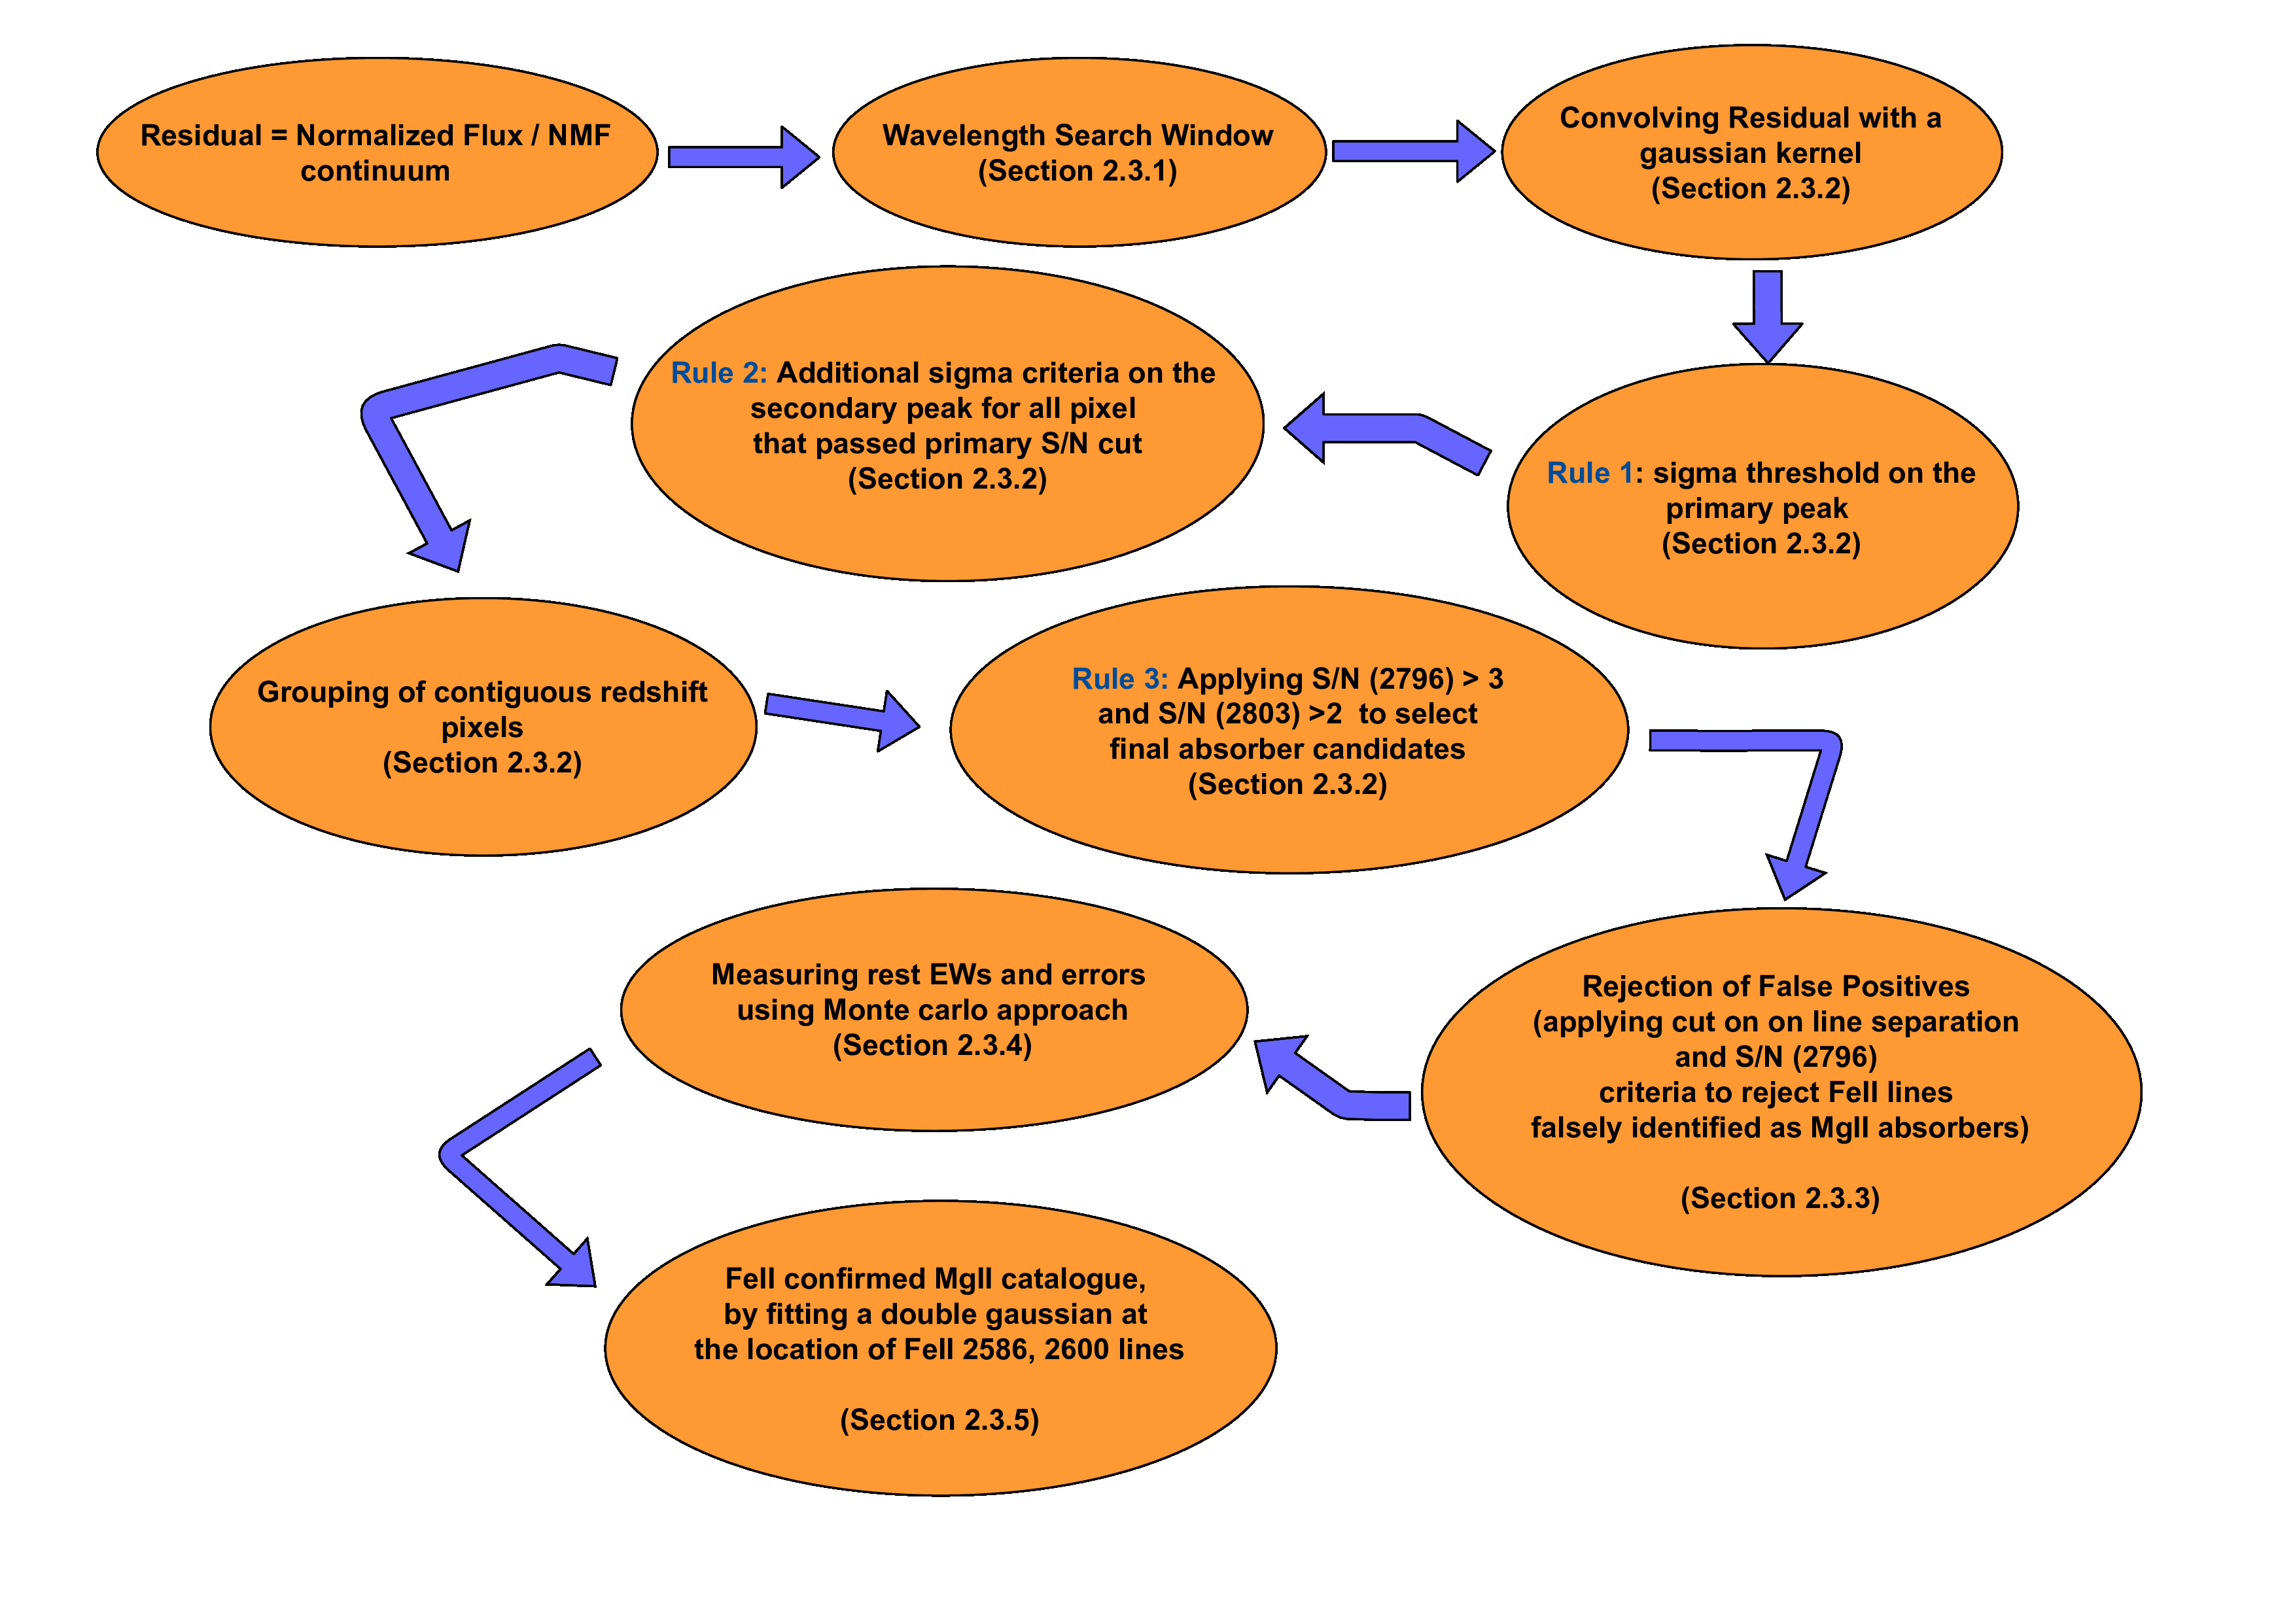 Residual = Normalized Flux / NMF
continuum
Wavelength Search Window
(Section 2.3.1)
Convolving Residual with a
gaussian kernel
(Section 2.3.2)
Rule 1: sigma threshold on the
primary peak
(Section 2.3.2)
Rule 2: Additional sigma criteria on the
secondary peak for all pixel
that passed primary S/N cut
(Section 2.3.2)
Grouping of contiguous redshift
pixels
(Section 2.3.2)
Rule 3: Applying S/N (2796) > 3
and S/N (2803) >2 to select
final absorber candidates
(Section 2.3.2)
Rejection of False Positives
(applying cut on on line separation
and S/N (2796)
criteria to reject FeII lines
falsely identified as MgII absorbers)
(Section 2.3.3)
Measuring rest EWs and errors
using Monte carlo approach
(Section 2.3.4)
FeII confirmed MgII catalogue,
by fitting a double gaussian at
the location of FeII 2586, 2600 lines
(Section 2.3.5)